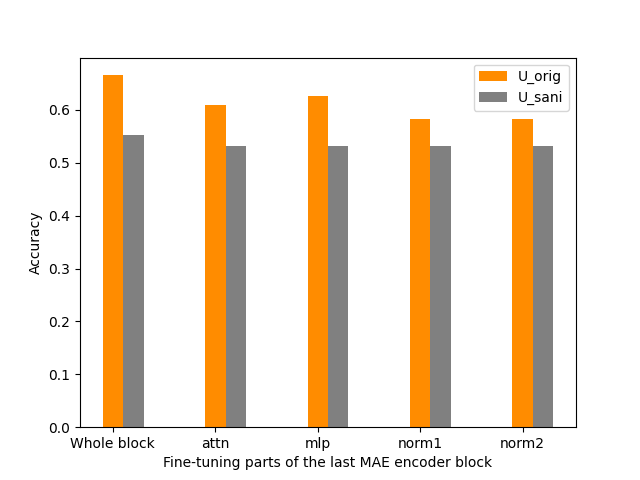 U_orig
U_sani
Accuracy
0.6
0.5
0.4
0.3
0.2
0.1
0.0
Whole block attn mlp norm1 norm2
Fine-tuning parts of the last MAE encoder block